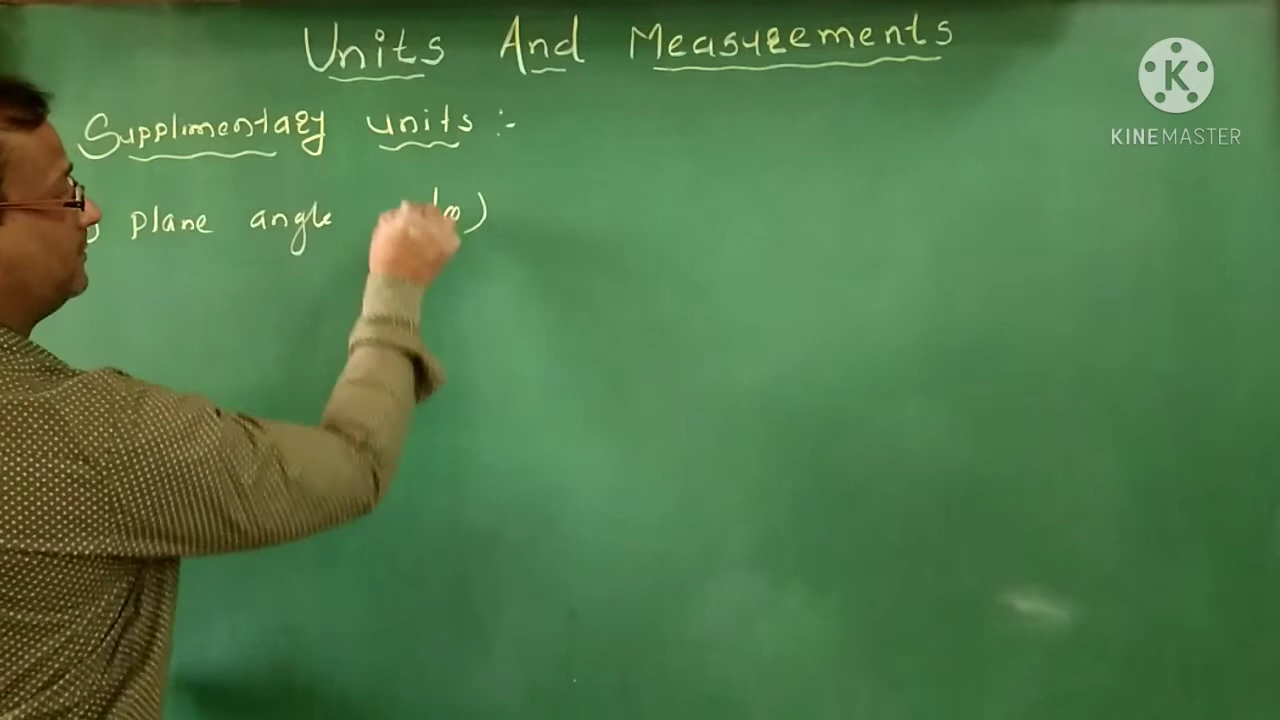 Units And Measurements
K
KINEMASTER
Supplimentary units :-
plane angle